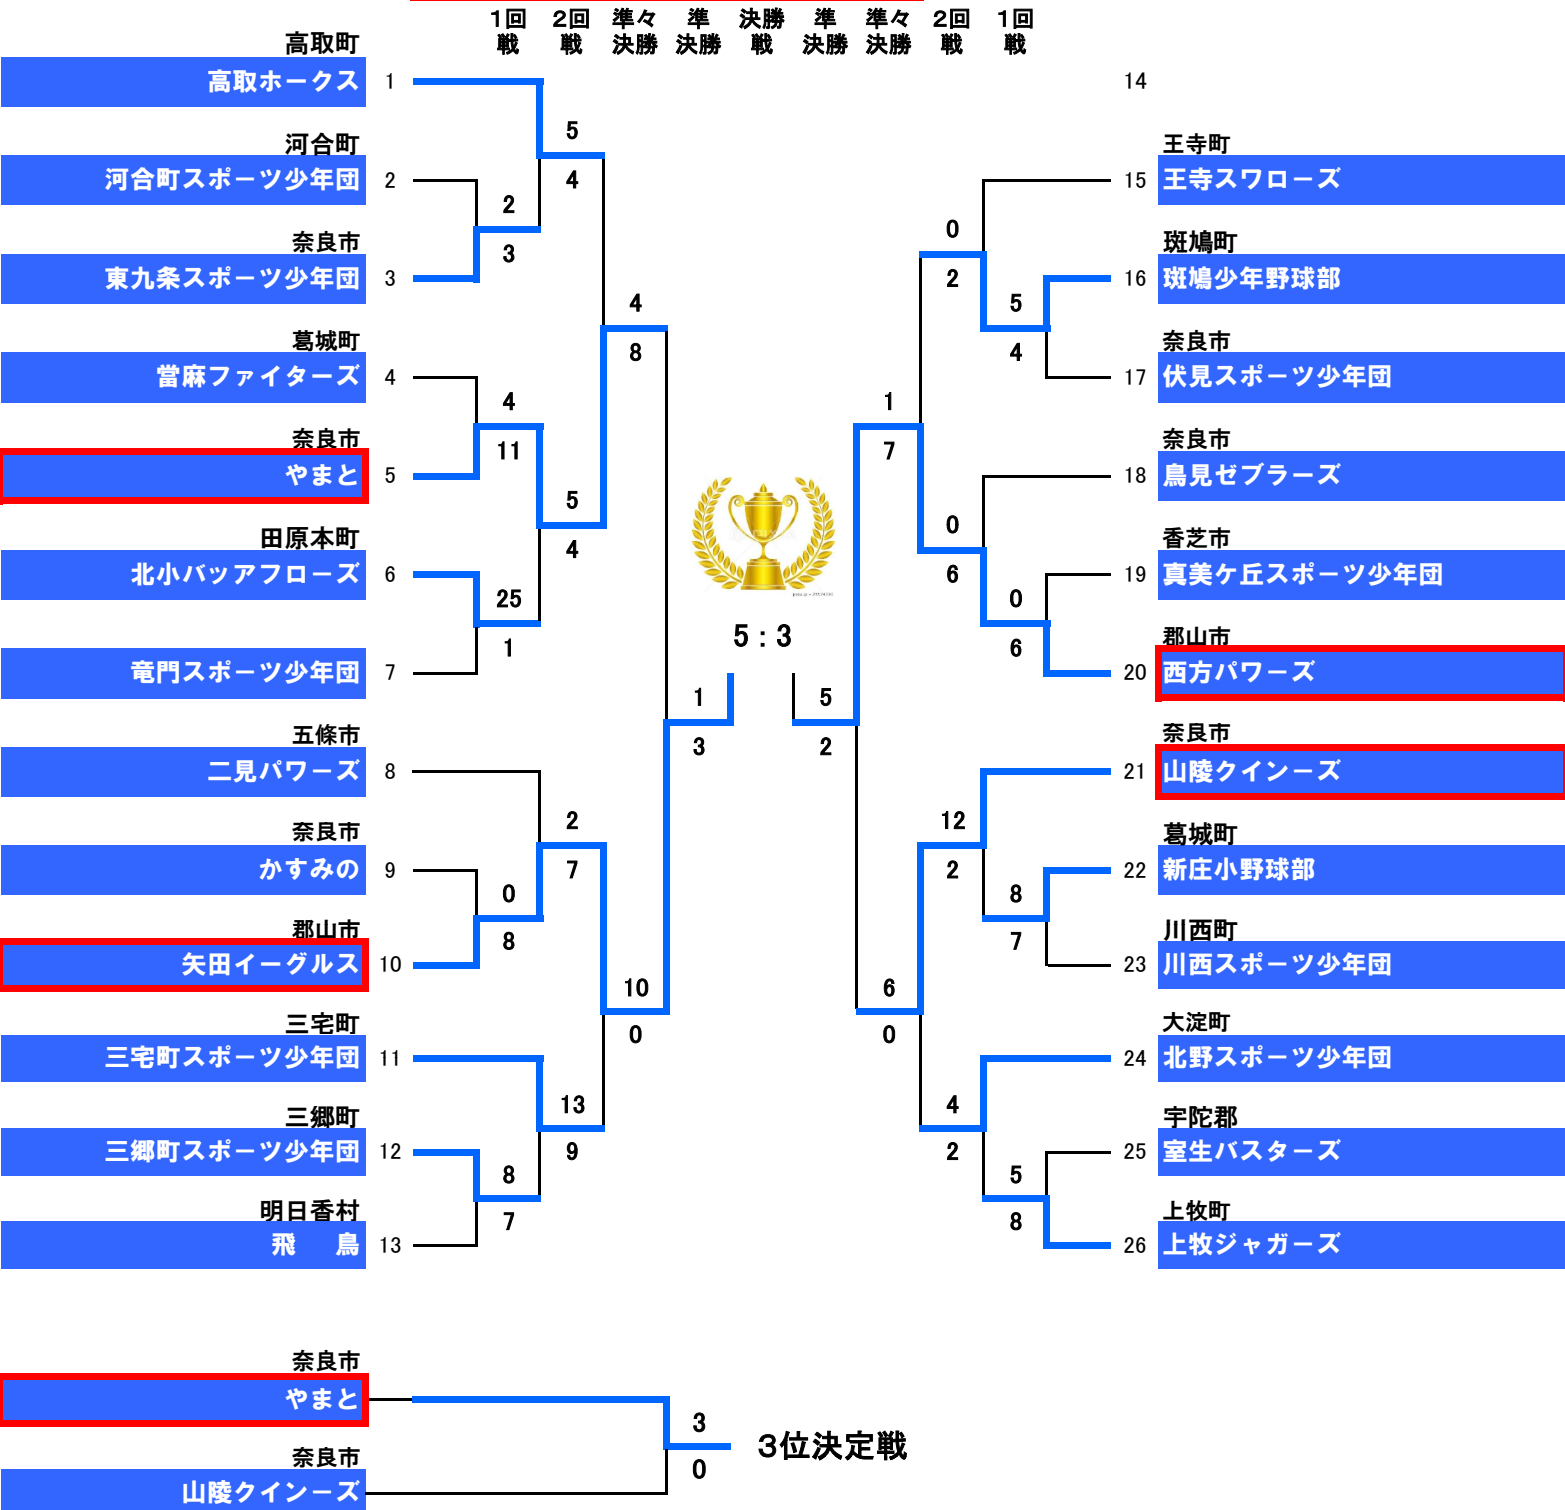 1回戦 2回戦 準々決勝 準決勝 決勝戦 準決勝 準々決勝 2回戦 1回戦
高取町
高取ホークス 1
河合町
河合町スポーツ少年団 2
奈良市
東九条スポーツ少年団 3
葛城町
當麻ファイターズ 4
奈良市
やまと 5
田原本町
北小バッアフローズ 6
竜門スポーツ少年団 7
五條市
二見パワーズ 8
奈良市
かすみの 9
郡山市
矢田イーグルス 10
三宅町
三宅町スポーツ少年団 11
三郷町
三郷町スポーツ少年団 12
明日香村
飛 鳥 13
5
4
2
3
4
8
4
11
5
4
25
1
1
3
2
7
0
8
10
0
13
9
8
7
5:3
14
王寺町
15 王寺スワローズ
斑鳩町
16 斑鳩少年野球部
奈良市
17 伏見スポーツ少年団
奈良市
18 鳥見ゼブラーズ
香芝市
19 真美ケ丘スポーツ少年団
郡山市
20 西方パワーズ
奈良市
21 山陵クインーズ
葛城町
22 新庄小野球部
川西町
23 川西スポーツ少年団
大淀町
24 北野スポーツ少年団
宇陀郡
25 室生バスターズ
上牧町
26 上牧ジャガーズ
0
2
5
4
1
7
0
6
0
6
5
2
12
2
8
7
6
0
4
2
5
8
奈良市
やまと
3
0
3位決定戦
奈良市
山陵クインーズ